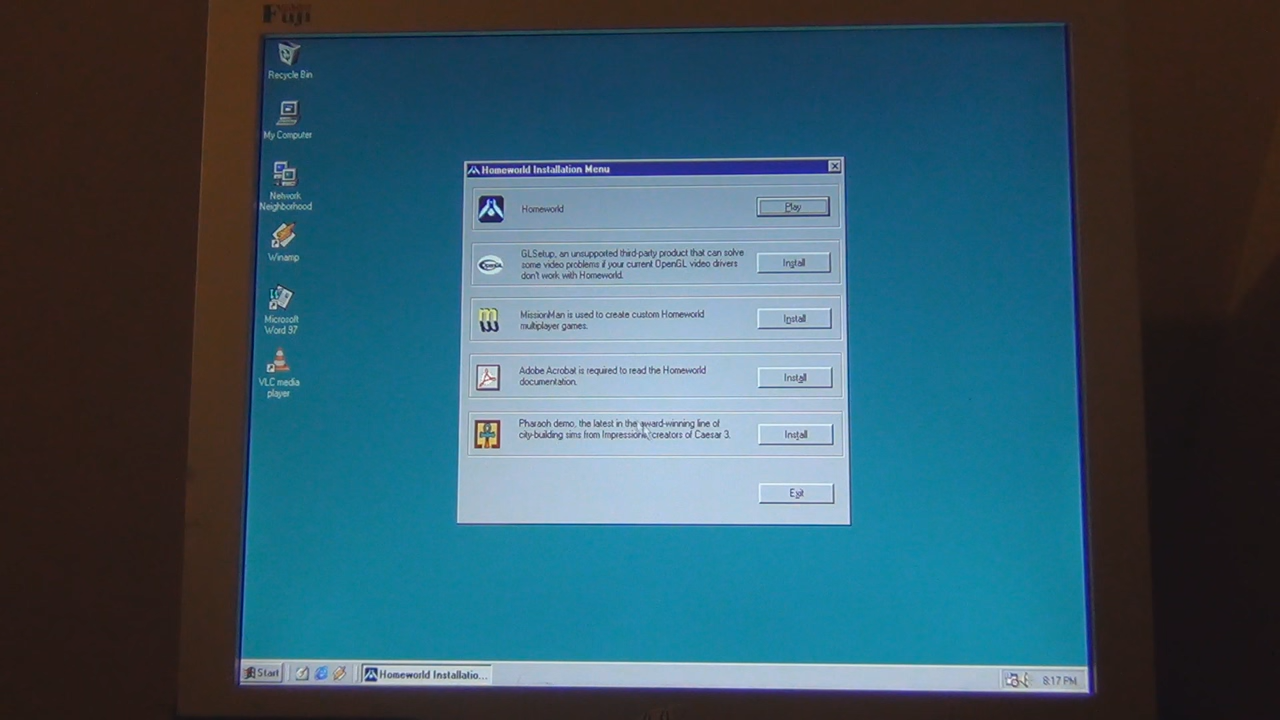 Fuji
Recycle Bin
My Computer
Network
Neighborhood
Winamp
Microsoft
Word 97
VLC media
player
Homeworld Installation Menu
Homeworld
Play
GLSetup, an unsupported third-party product that can solve
some video problems if your current OpenGL video drivers
don't work with Homeworld.
Install
MissionMan is used to create custom Homeworld
multiplayer games.
Install
Adobe Acrobat is required to read the Homeworld
documentation.
Install
Pharaoh demo, the latest in the award-winning line of
city-building sims from Impressions, creators of Caesar 3.
Install
Exit
Start
Homeworld Installatio...
8:17 PM